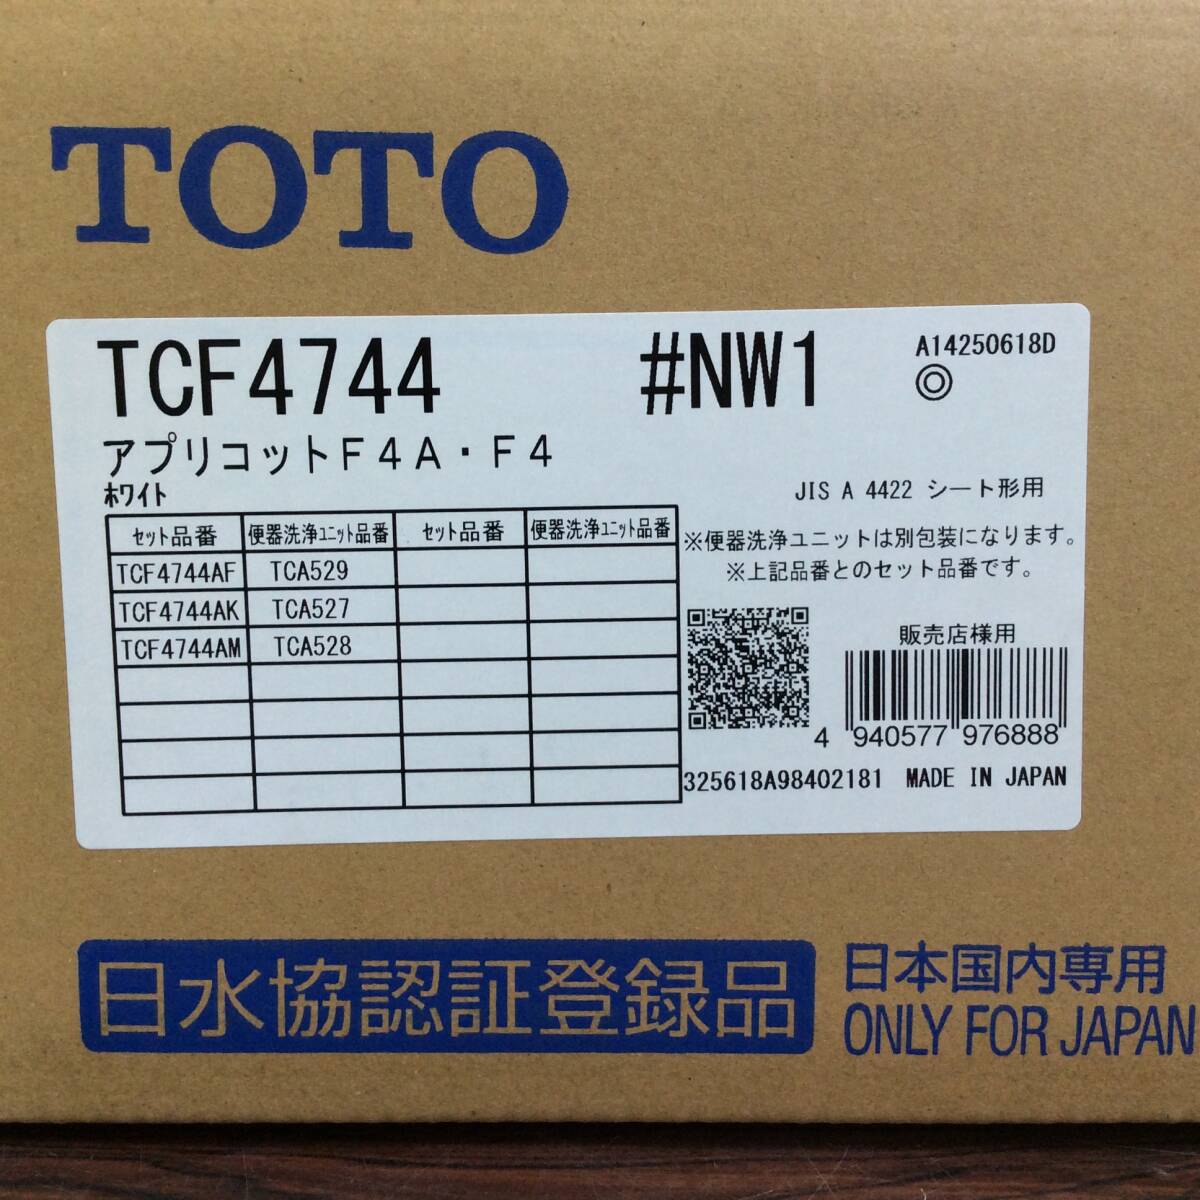 TOTO
TCF4744 #NW1 A14250618D
◎
アプリコットF4A・F4
ホワイト
JIS A 4422 シート形用
セット品番 便器洗浄ユニット品番 セット品番 便器洗浄ユニット品番
TCF4744AF TCA529
TCF4744AK TCA527
TCF4744AM TCA528
※便器洗浄ユニットは別包装になります。
※上記品番とのセット品番です。
販売店様用
4 940577 976888
325618A98402181 MADE IN JAPAN
日水協認証登録品
日本国内専用
ONLY FOR JAPAN